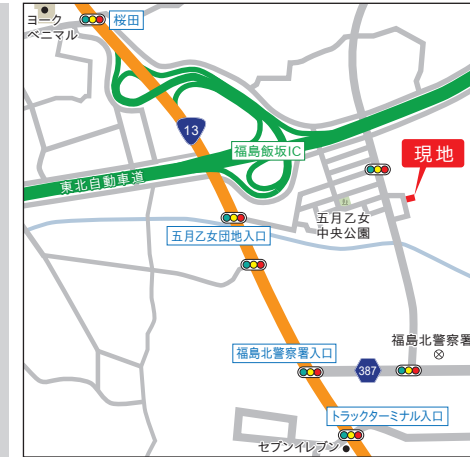 ヨーク
ベニマル
桜田
13
福島飯坂IC
現地
東北自動車道
五月乙女
中央公園
五月乙女団地入口
福島北警察署
福島北警察署入口
387
トラックターミナル入口
セブンイレブン